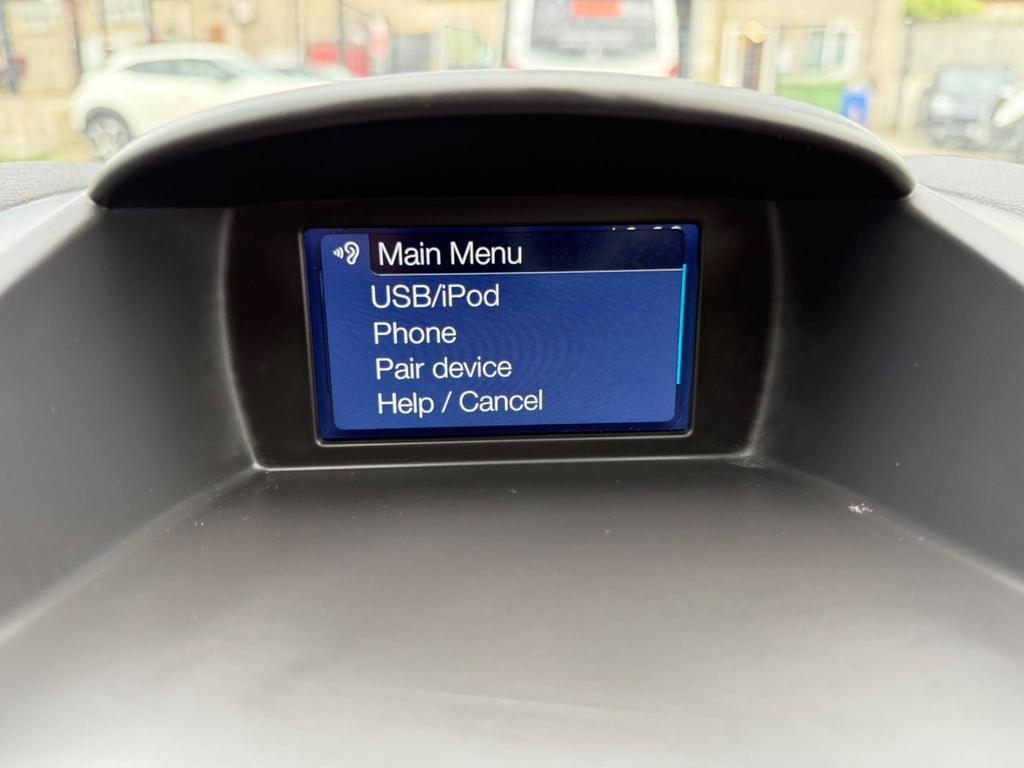 Main Menu
USB/iPod
Phone
Pair device
Help / Cancel